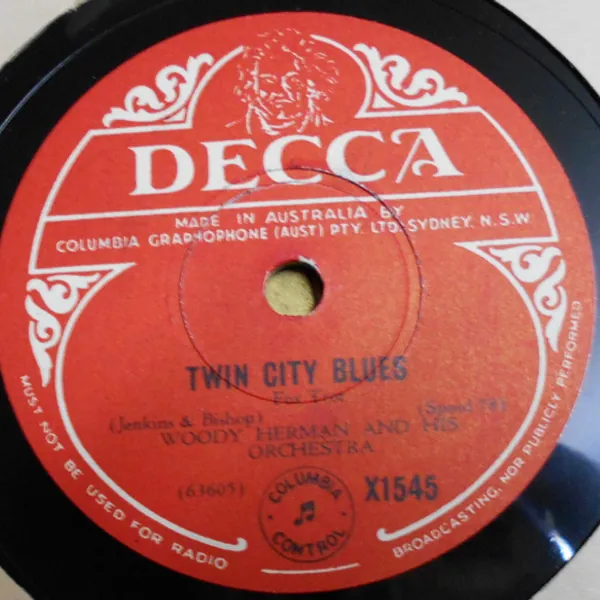 DECCA
MADE IN AUSTRALIA BY
COLUMBIA GRAPHOPHONE (AUST) PTY. LTD. SYDNEY, N.S.W.
TWIN CITY BLUES
Fox Trot
(Jenkins & Bishop) (Speed 78)
WOODY HERMAN AND HIS
ORCHESTRA
(63605) COLUMBIA CONTROL X1545
MUST NOT BE USED FOR RADIO BROADCASTING, NOR PUBLICLY PERFORMED